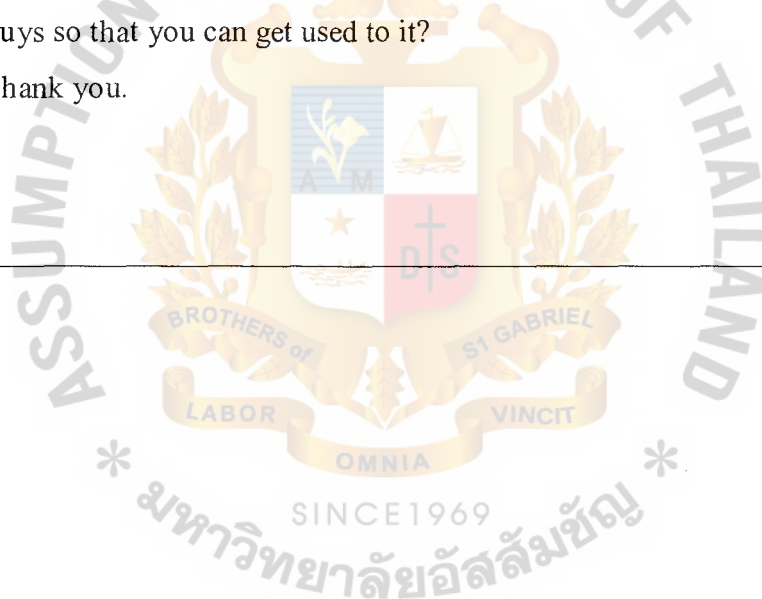 uys so that you can get used to it?
hank you.
ASSUMPTION
OF THAILAND
A M
D S
BROTHERS of
S1 GABRIEL
LABOR
VINCIT
OMNIA
SINCE1969
มหาวิทยาลัยอัสสัมชัญ